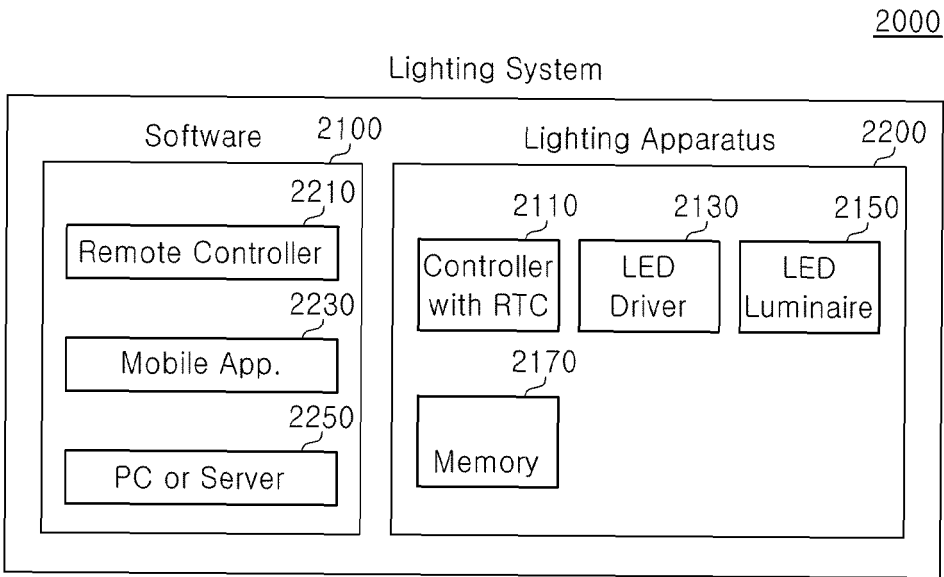 2000
Lighting System
Software 2100
Lighting Apparatus 2200
2210
Remote Controller
2230
Mobile App.
2250
PC or Server
2110
Controller
with RTC
2130
LED
Driver
2150
LED
Luminaire
2170
Memory